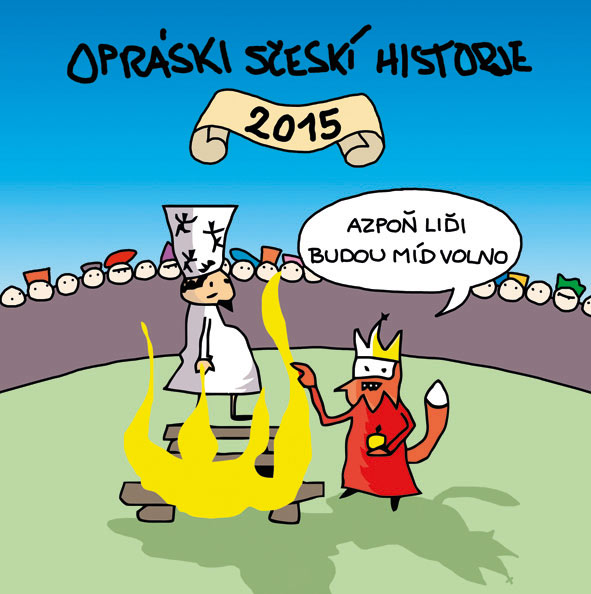 OPRÁSKI SČESKÍ HISTORJE
2015
AZPOŇ LIĎI
BUDOU MÍD VOLNO